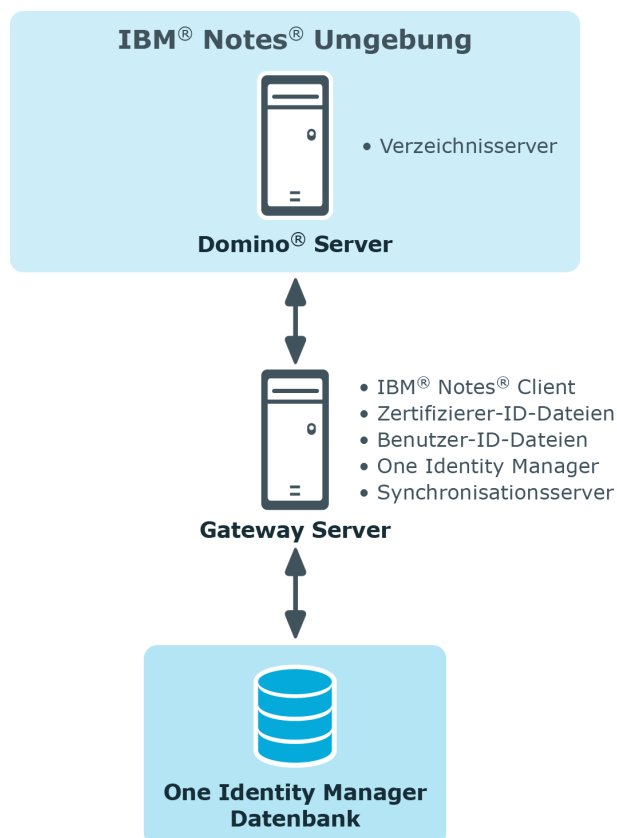 IBM® Notes® Umgebung
• Verzeichnisserver
Domino® Server
• IBM® Notes® Client
• Zertifizierer-ID-Dateien
• Benutzer-ID-Dateien
• One Identity Manager
• Synchronisationsserver
Gateway Server
One Identity Manager
Datenbank